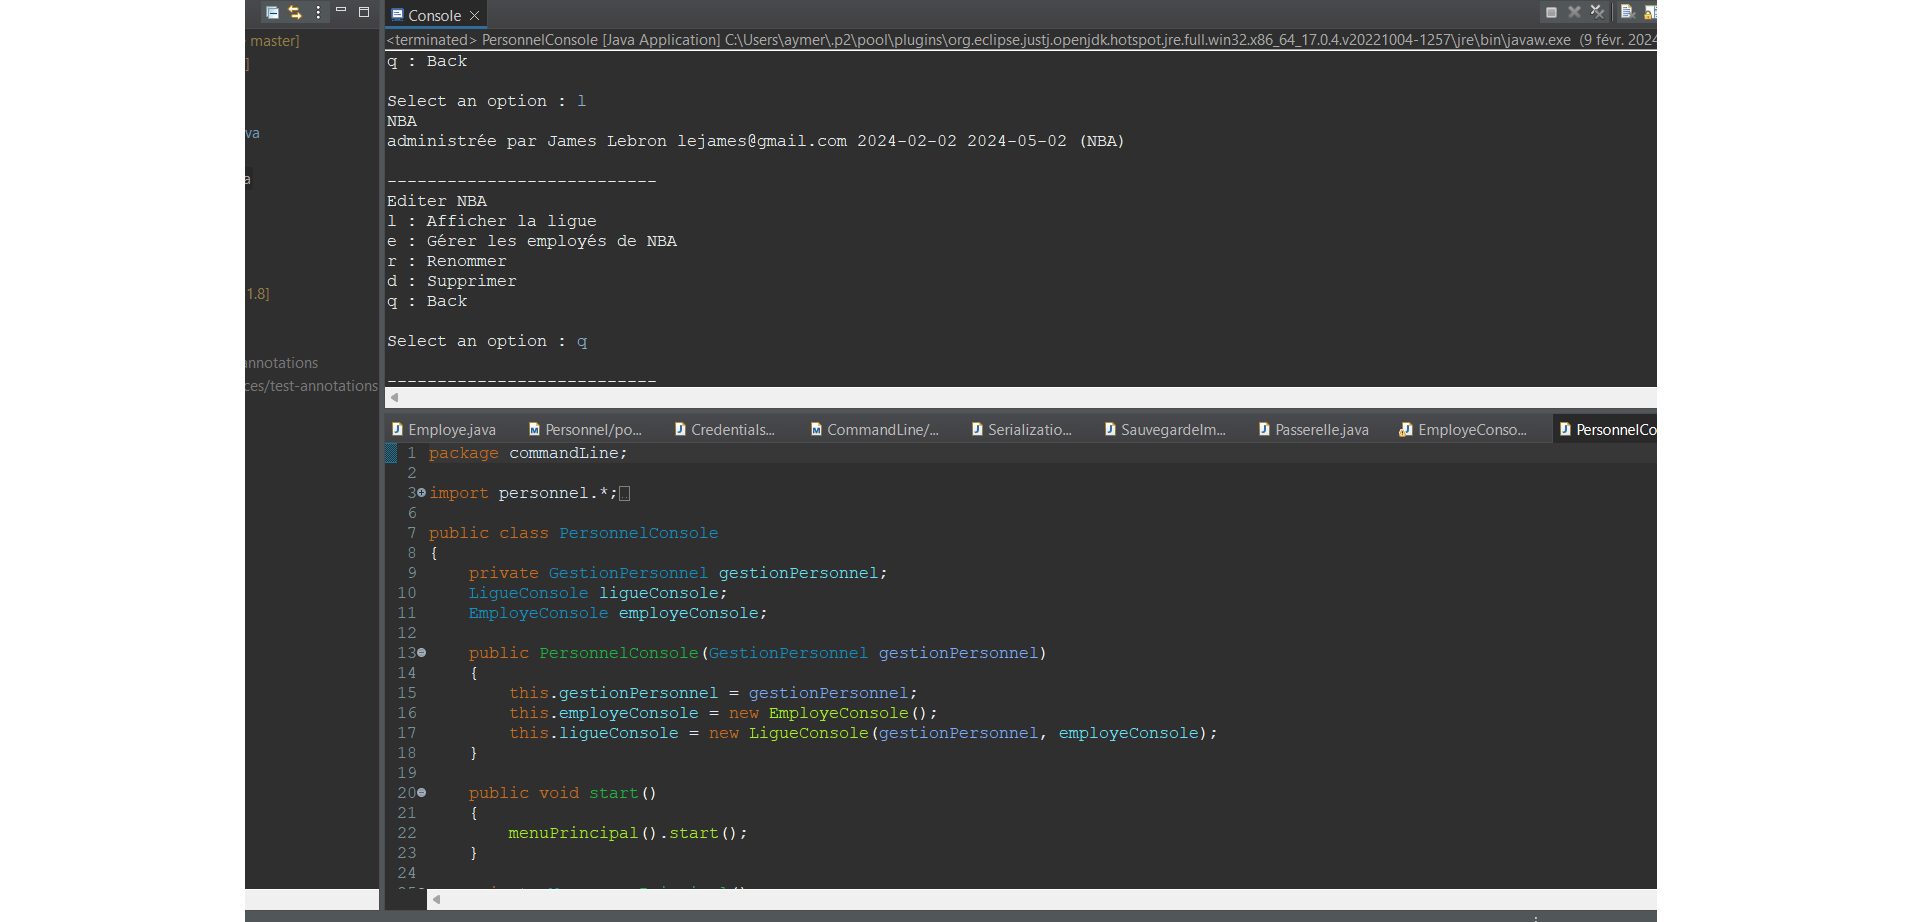 master]
]
va
a
1.8]
nnotations
ces/test-annotations
Console
<terminated> PersonnelConsole [Java Application] C:\Users\aymer\.p2\pool\plugins\org.eclipse.justj.openjdk.hotspot.jre.full.win32.x86_64_17.0.4.v20221004-1257\jre\bin\javaw.exe (9 févr. 2024
q : Back
Select an option : l
NBA
administrée par James Lebron lejames@gmail.com 2024-02-02 2024-05-02 (NBA)
---------------------------
Editer NBA
l : Afficher la ligue
e : Gérer les employés de NBA
r : Renommer
d : Supprimer
q : Back
Select an option : q
---------------------------
Employe.java Personnel/po... Credentials... CommandLine/... Serializatio... SauvegardeIm... Passerelle.java EmployeConso... PersonnelCo
1 package commandLine;
2
3 import personnel.*;
6
7 public class PersonnelConsole
8 {
9 private GestionPersonnel gestionPersonnel;
10 LigueConsole ligueConsole;
11 EmployeConsole employeConsole;
12
13 public PersonnelConsole(GestionPersonnel gestionPersonnel)
14 {
15 this.gestionPersonnel = gestionPersonnel;
16 this.employeConsole = new EmployeConsole();
17 this.ligueConsole = new LigueConsole(gestionPersonnel, employeConsole);
18 }
19
20 public void start()
21 {
22 menuPrincipal().start();
23 }
24